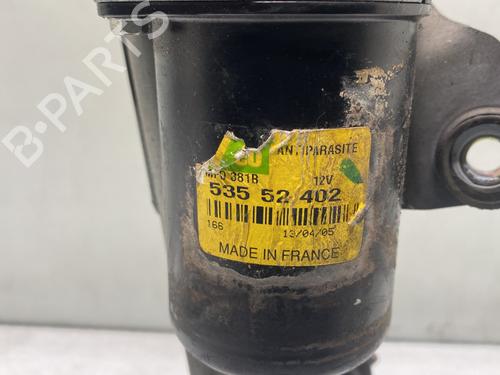 B-PARTS
ANTIPARASITE
381B 12V
535 52 402
166 13/04/05
MADE IN FRANCE